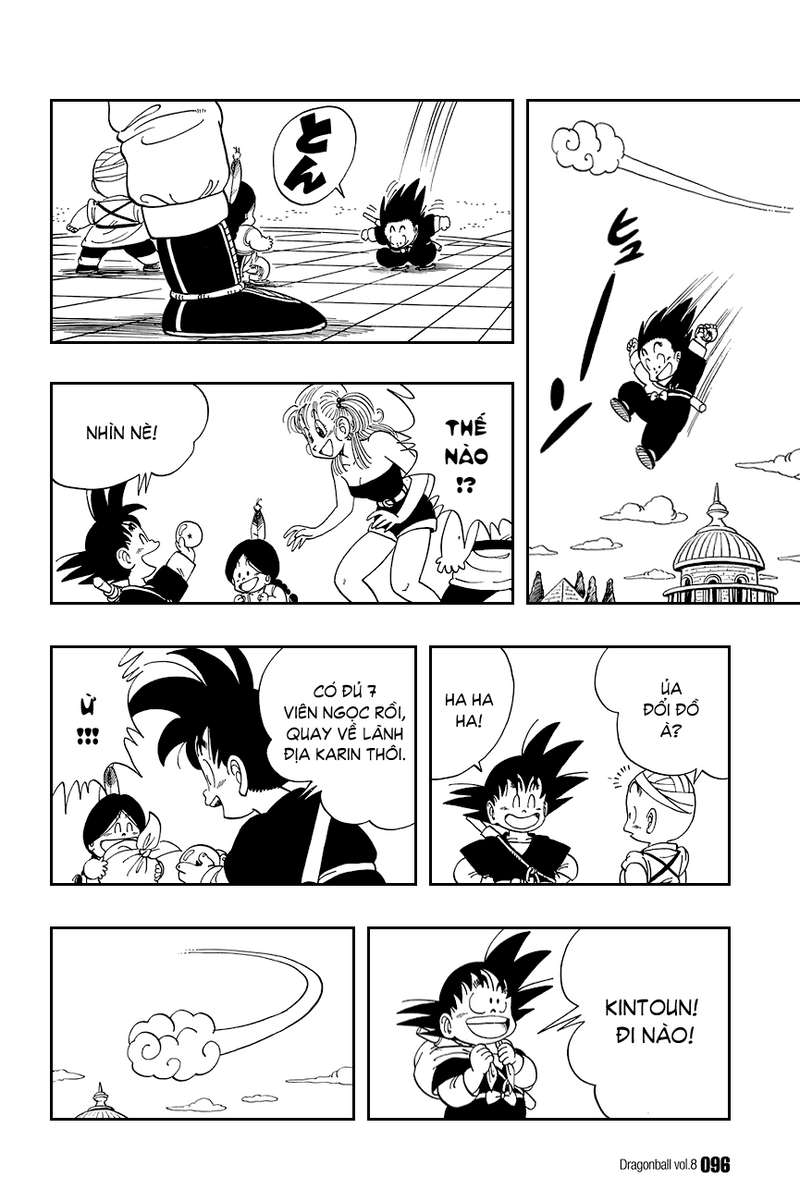 ヒュー
ン
とん
THẾ
NÀO
!?
NHÌN NÈ!
ỦA
ĐỔI ĐỒ
À?
HA HA
HA!
CÓ ĐỦ 7
VIÊN NGỌC RỒI,
QUAY VỀ LÃNH
ĐỊA KARIN THÔI.
Ừ
!!!
KINTOUN!
ĐI NÀO!
Dragonball vol.8 096